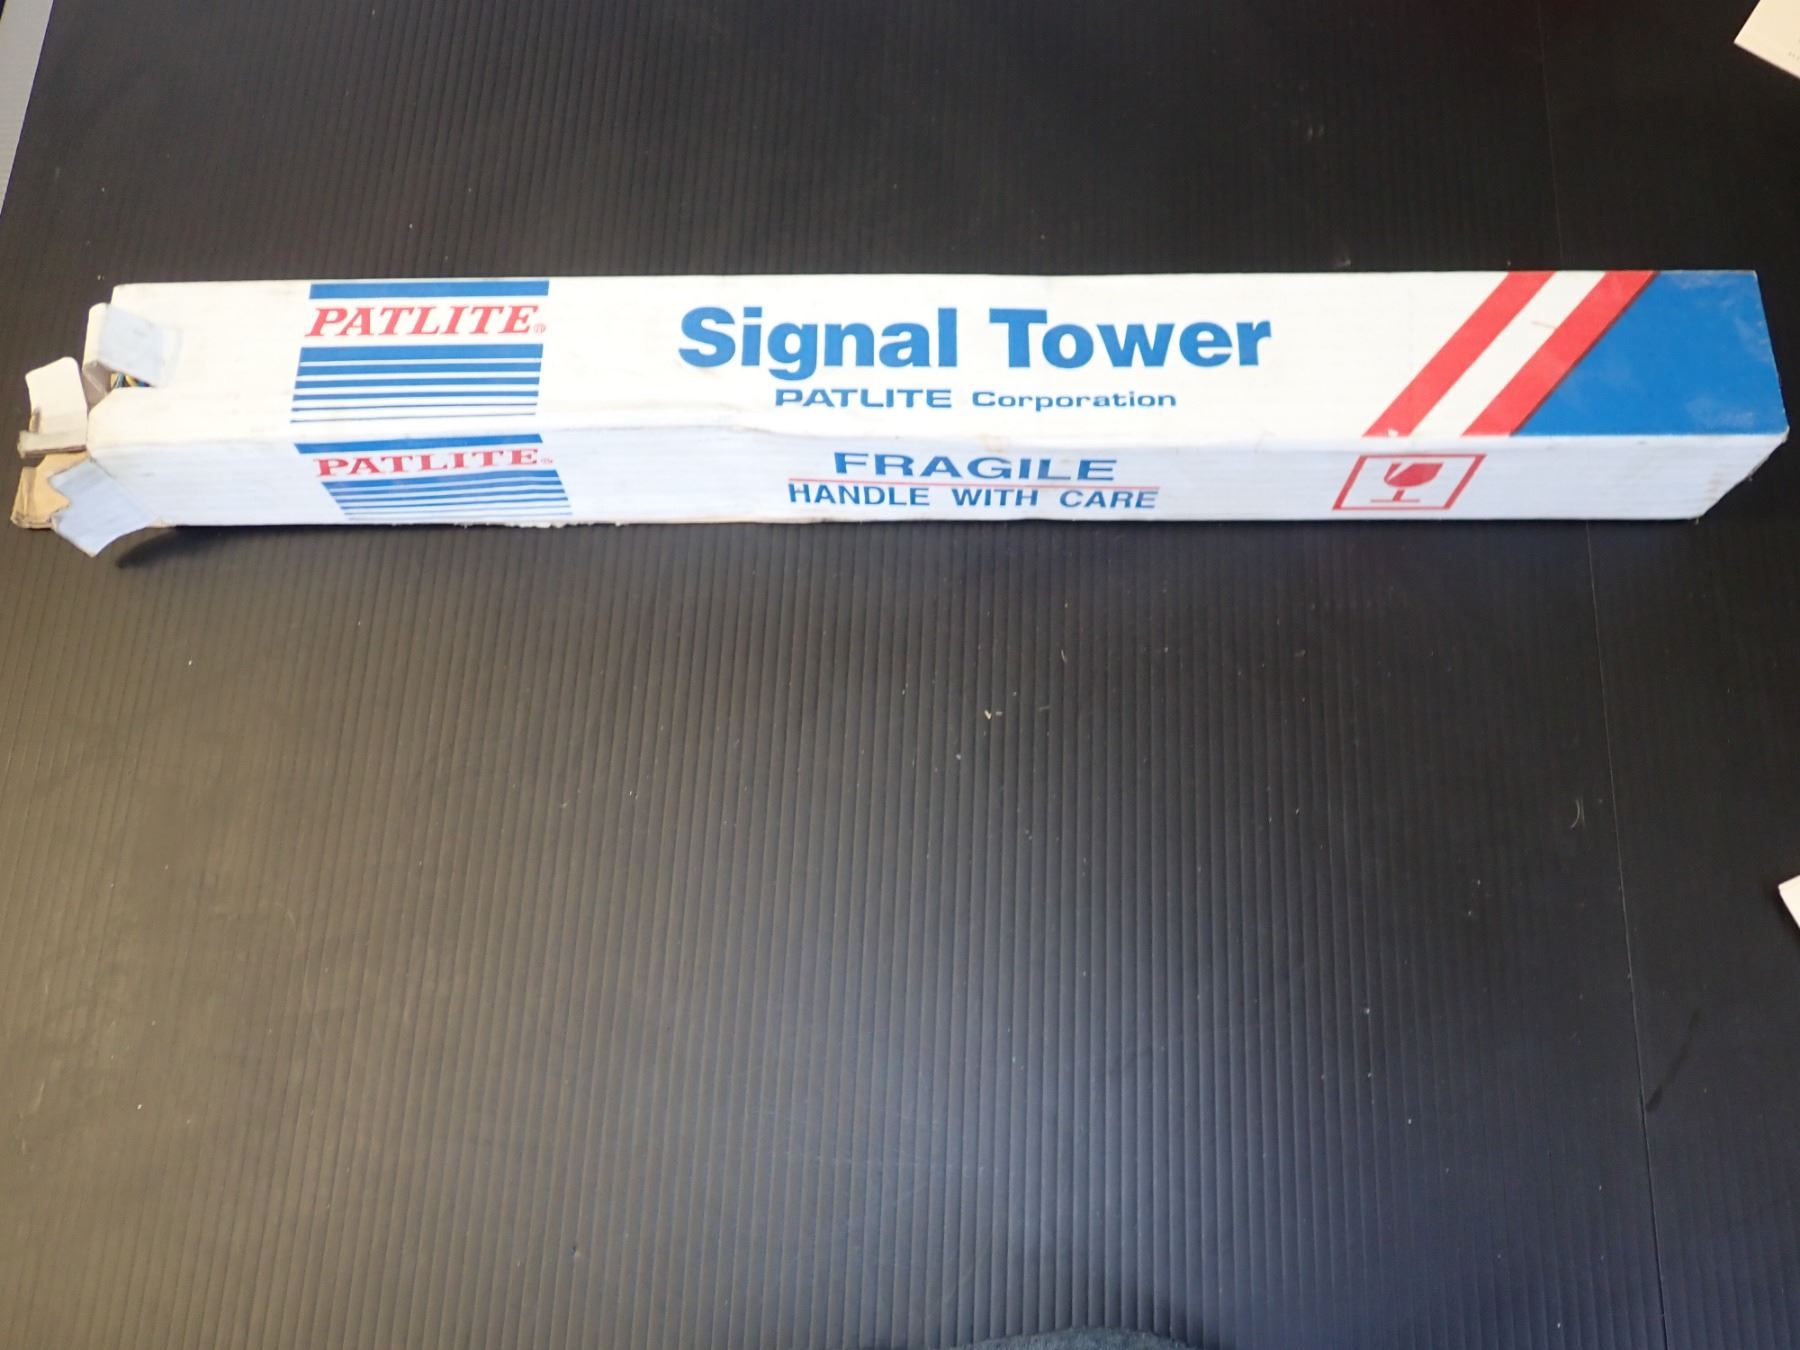 PATLITE®
Signal Tower
PATLITE Corporation
PATLITE®
FRAGILE
HANDLE WITH CARE